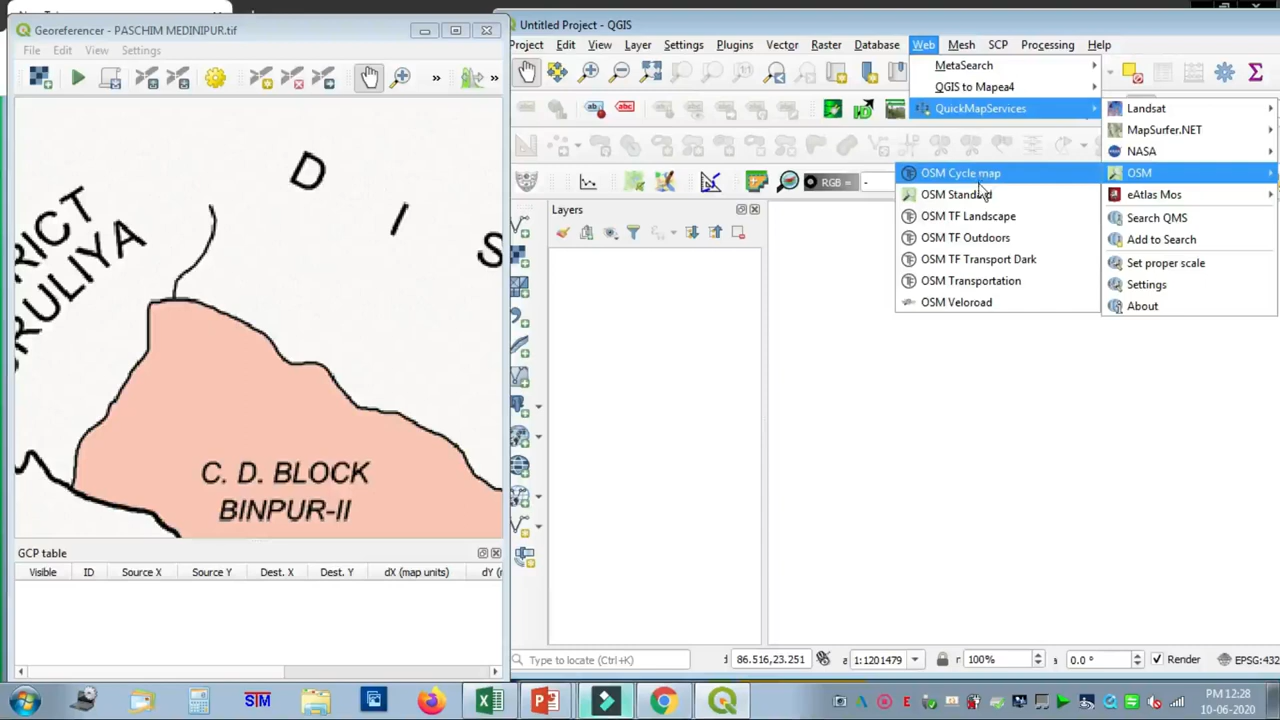 Georeferencer - PASCHIM MEDINIPUR.tif
File Edit View Settings
»
»
D
I
S
RICT
RULIYA
C. D. BLOCK
BINPUR-II
GCP table
Visible ID Source X Source Y Dest. X Dest. Y dX (map units)
Untitled Project - QGIS
Project Edit View Layer Settings Plugins Vector Raster Database Web Mesh SCP Processing Help
MetaSearch
QGIS to Mapea4
QuickMapServices
Landsat
MapSurfer.NET
NASA
OSM
eAtlas Mos
Search QMS
Add to Search
Set proper scale
Settings
About
OSM Cycle map
OSM Standard
OSM TF Landscape
OSM TF Outdoors
OSM TF Transport Dark
OSM Transportation
OSM Veloroad
abc abc
RGB = -
Layers
Type to locate (Ctrl+K)
86.516,23.251
1:1201479
100%
0.0 °
Render
EPSG:432
STM
PM 12:28
10-06-2020